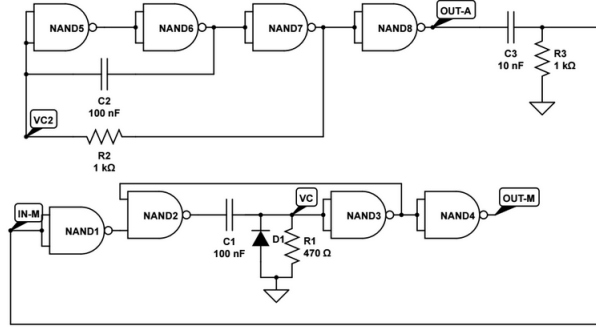 NAND5
NAND6
NAND7
NAND8
OUT-A
C3
10 nF
R3
1 kΩ
C2
100 nF
VC2
R2
1 kΩ
IN-M
NAND1
NAND2
C1
100 nF
D1
VC
R1
470 Ω
NAND3
NAND4
OUT-M